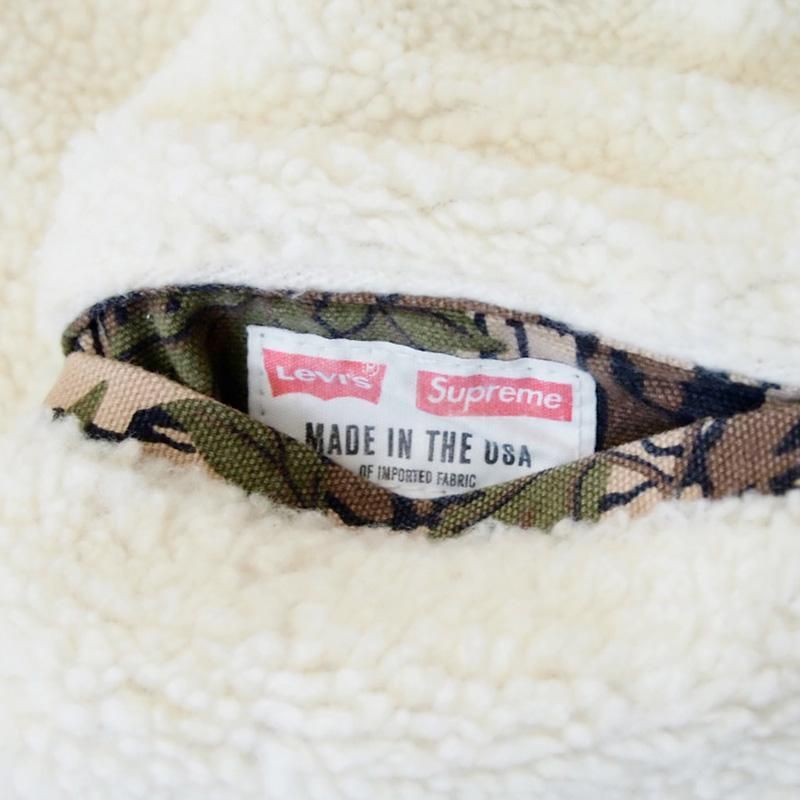 Levi's® Supreme
MADE IN THE USA
OF IMPORTED FABRIC